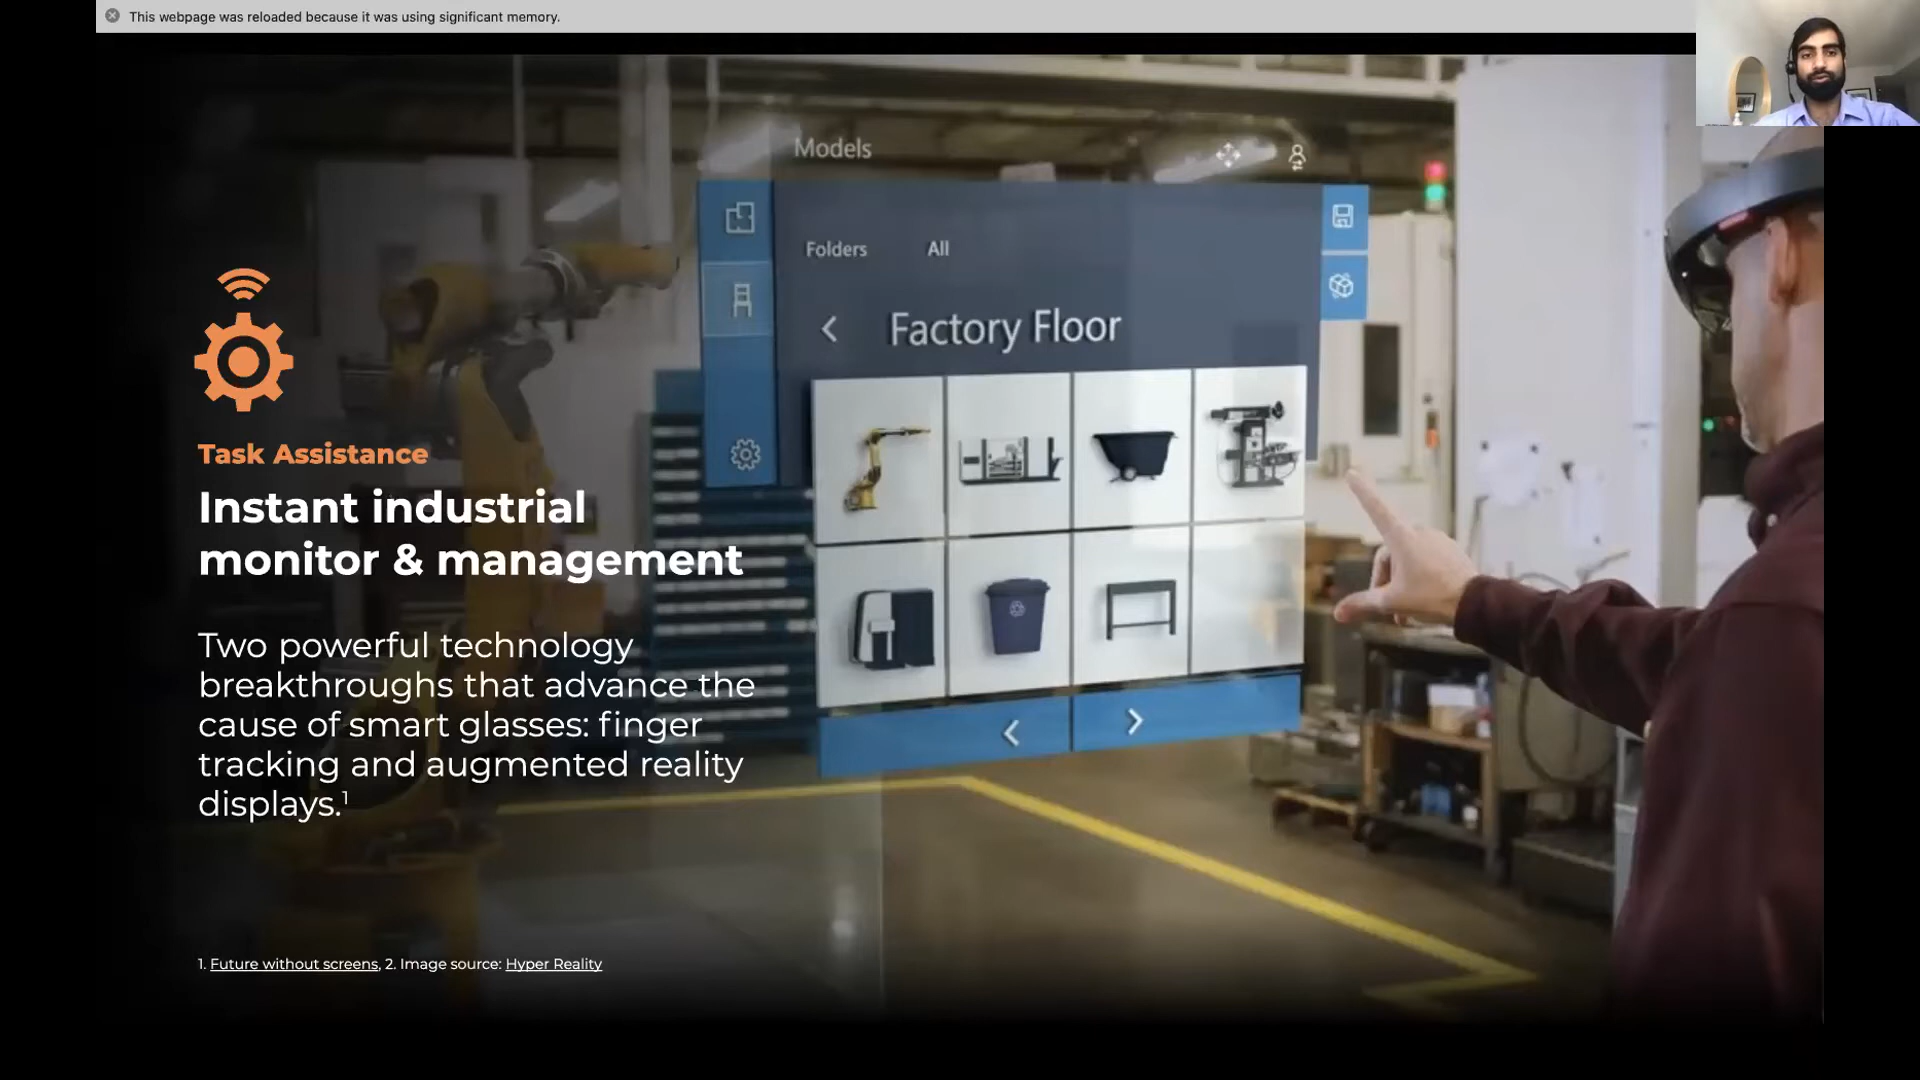 This webpage was reloaded because it was using significant memory.
Models
Folders All
Factory Floor
Task Assistance
Instant industrial
monitor & management
Two powerful technology
breakthroughs that advance the
cause of smart glasses: finger
tracking and augmented reality
displays.¹
1. Future without screens, 2. Image source: Hyper Reality